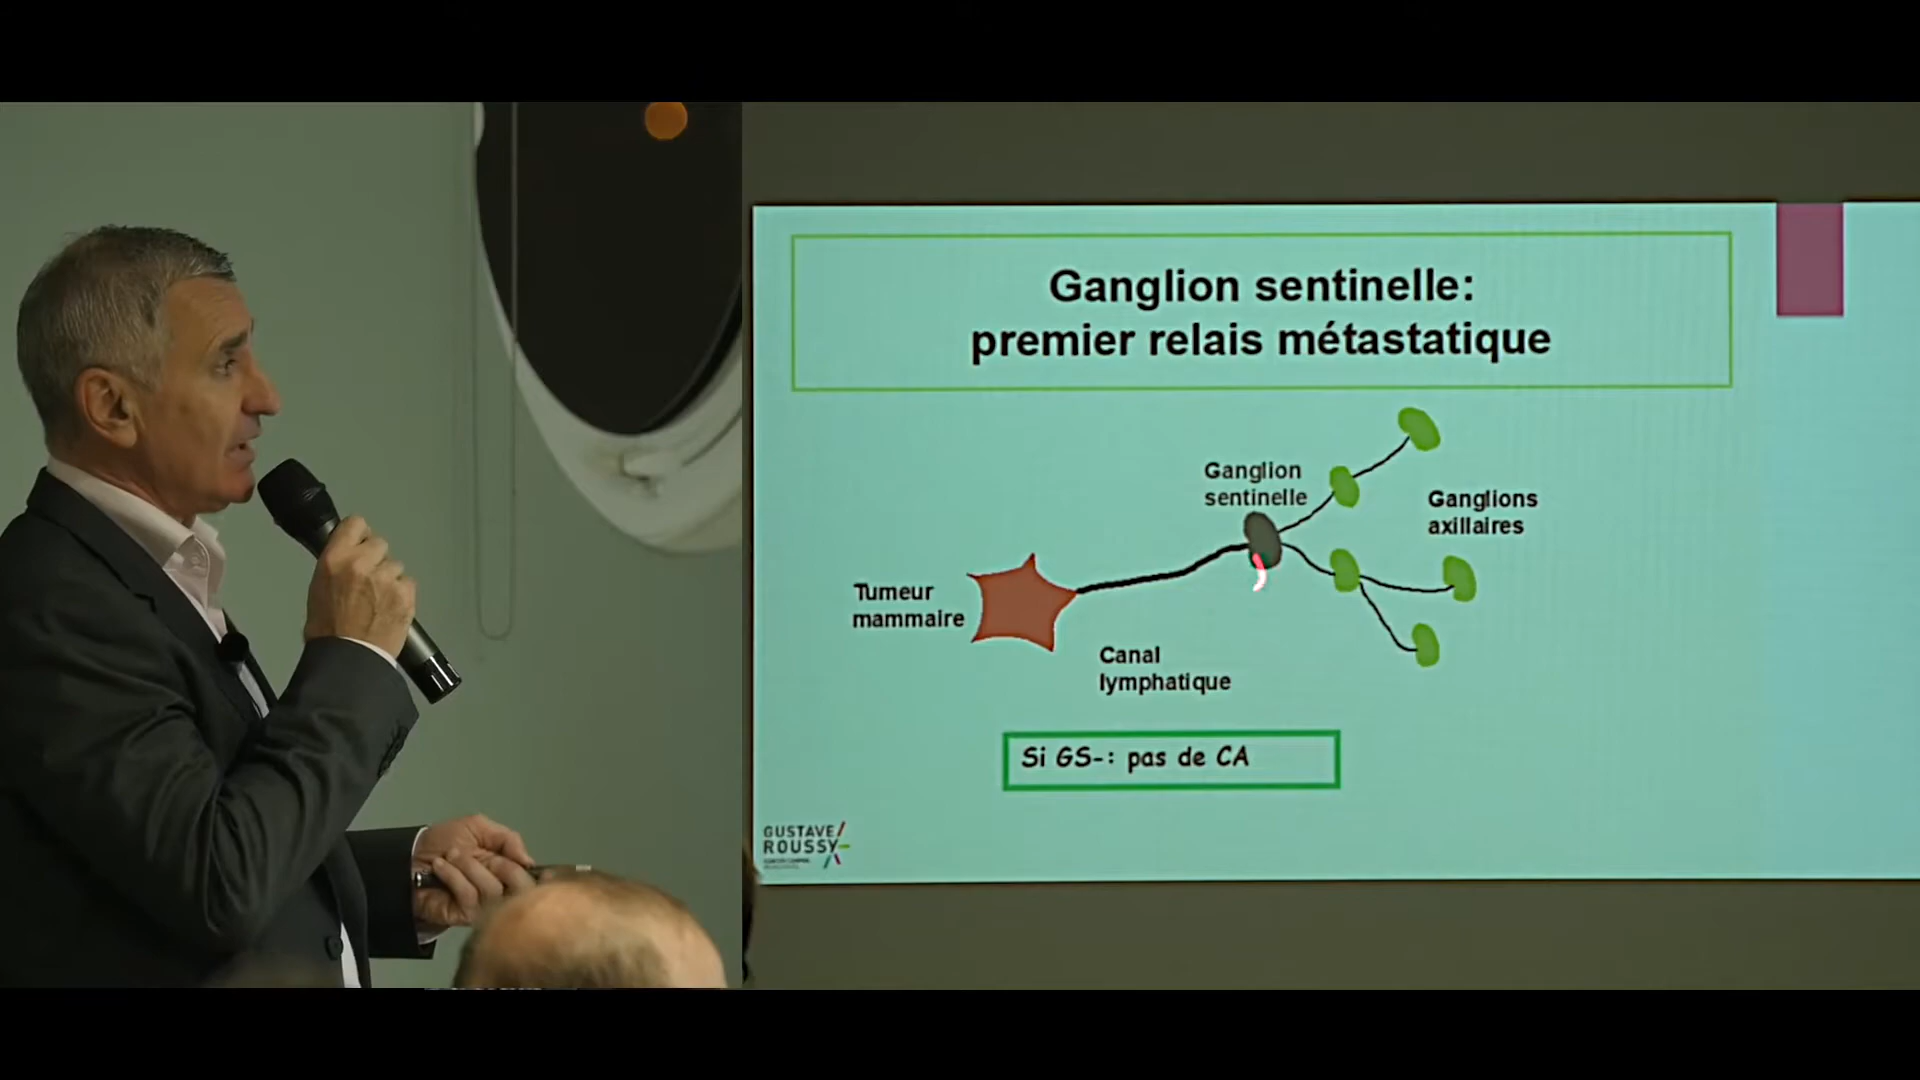 Ganglion sentinelle:
premier relais métastatique
Ganglion
sentinelle
Ganglions
axillaires
Tumeur
mammaire
Canal
lymphatique
Si GS-: pas de CA
GUSTAVE/
ROUSSY